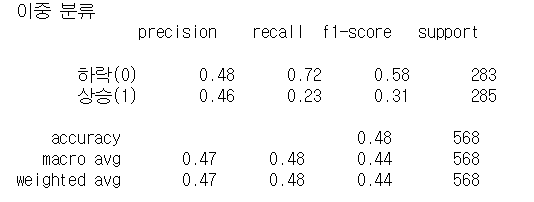 이중 분류
precision recall f1-score support
하락(0) 0.48 0.72 0.58 283
상승(1) 0.46 0.23 0.31 285
accuracy 0.48 568
macro avg 0.47 0.48 0.44 568
weighted avg 0.47 0.48 0.44 568